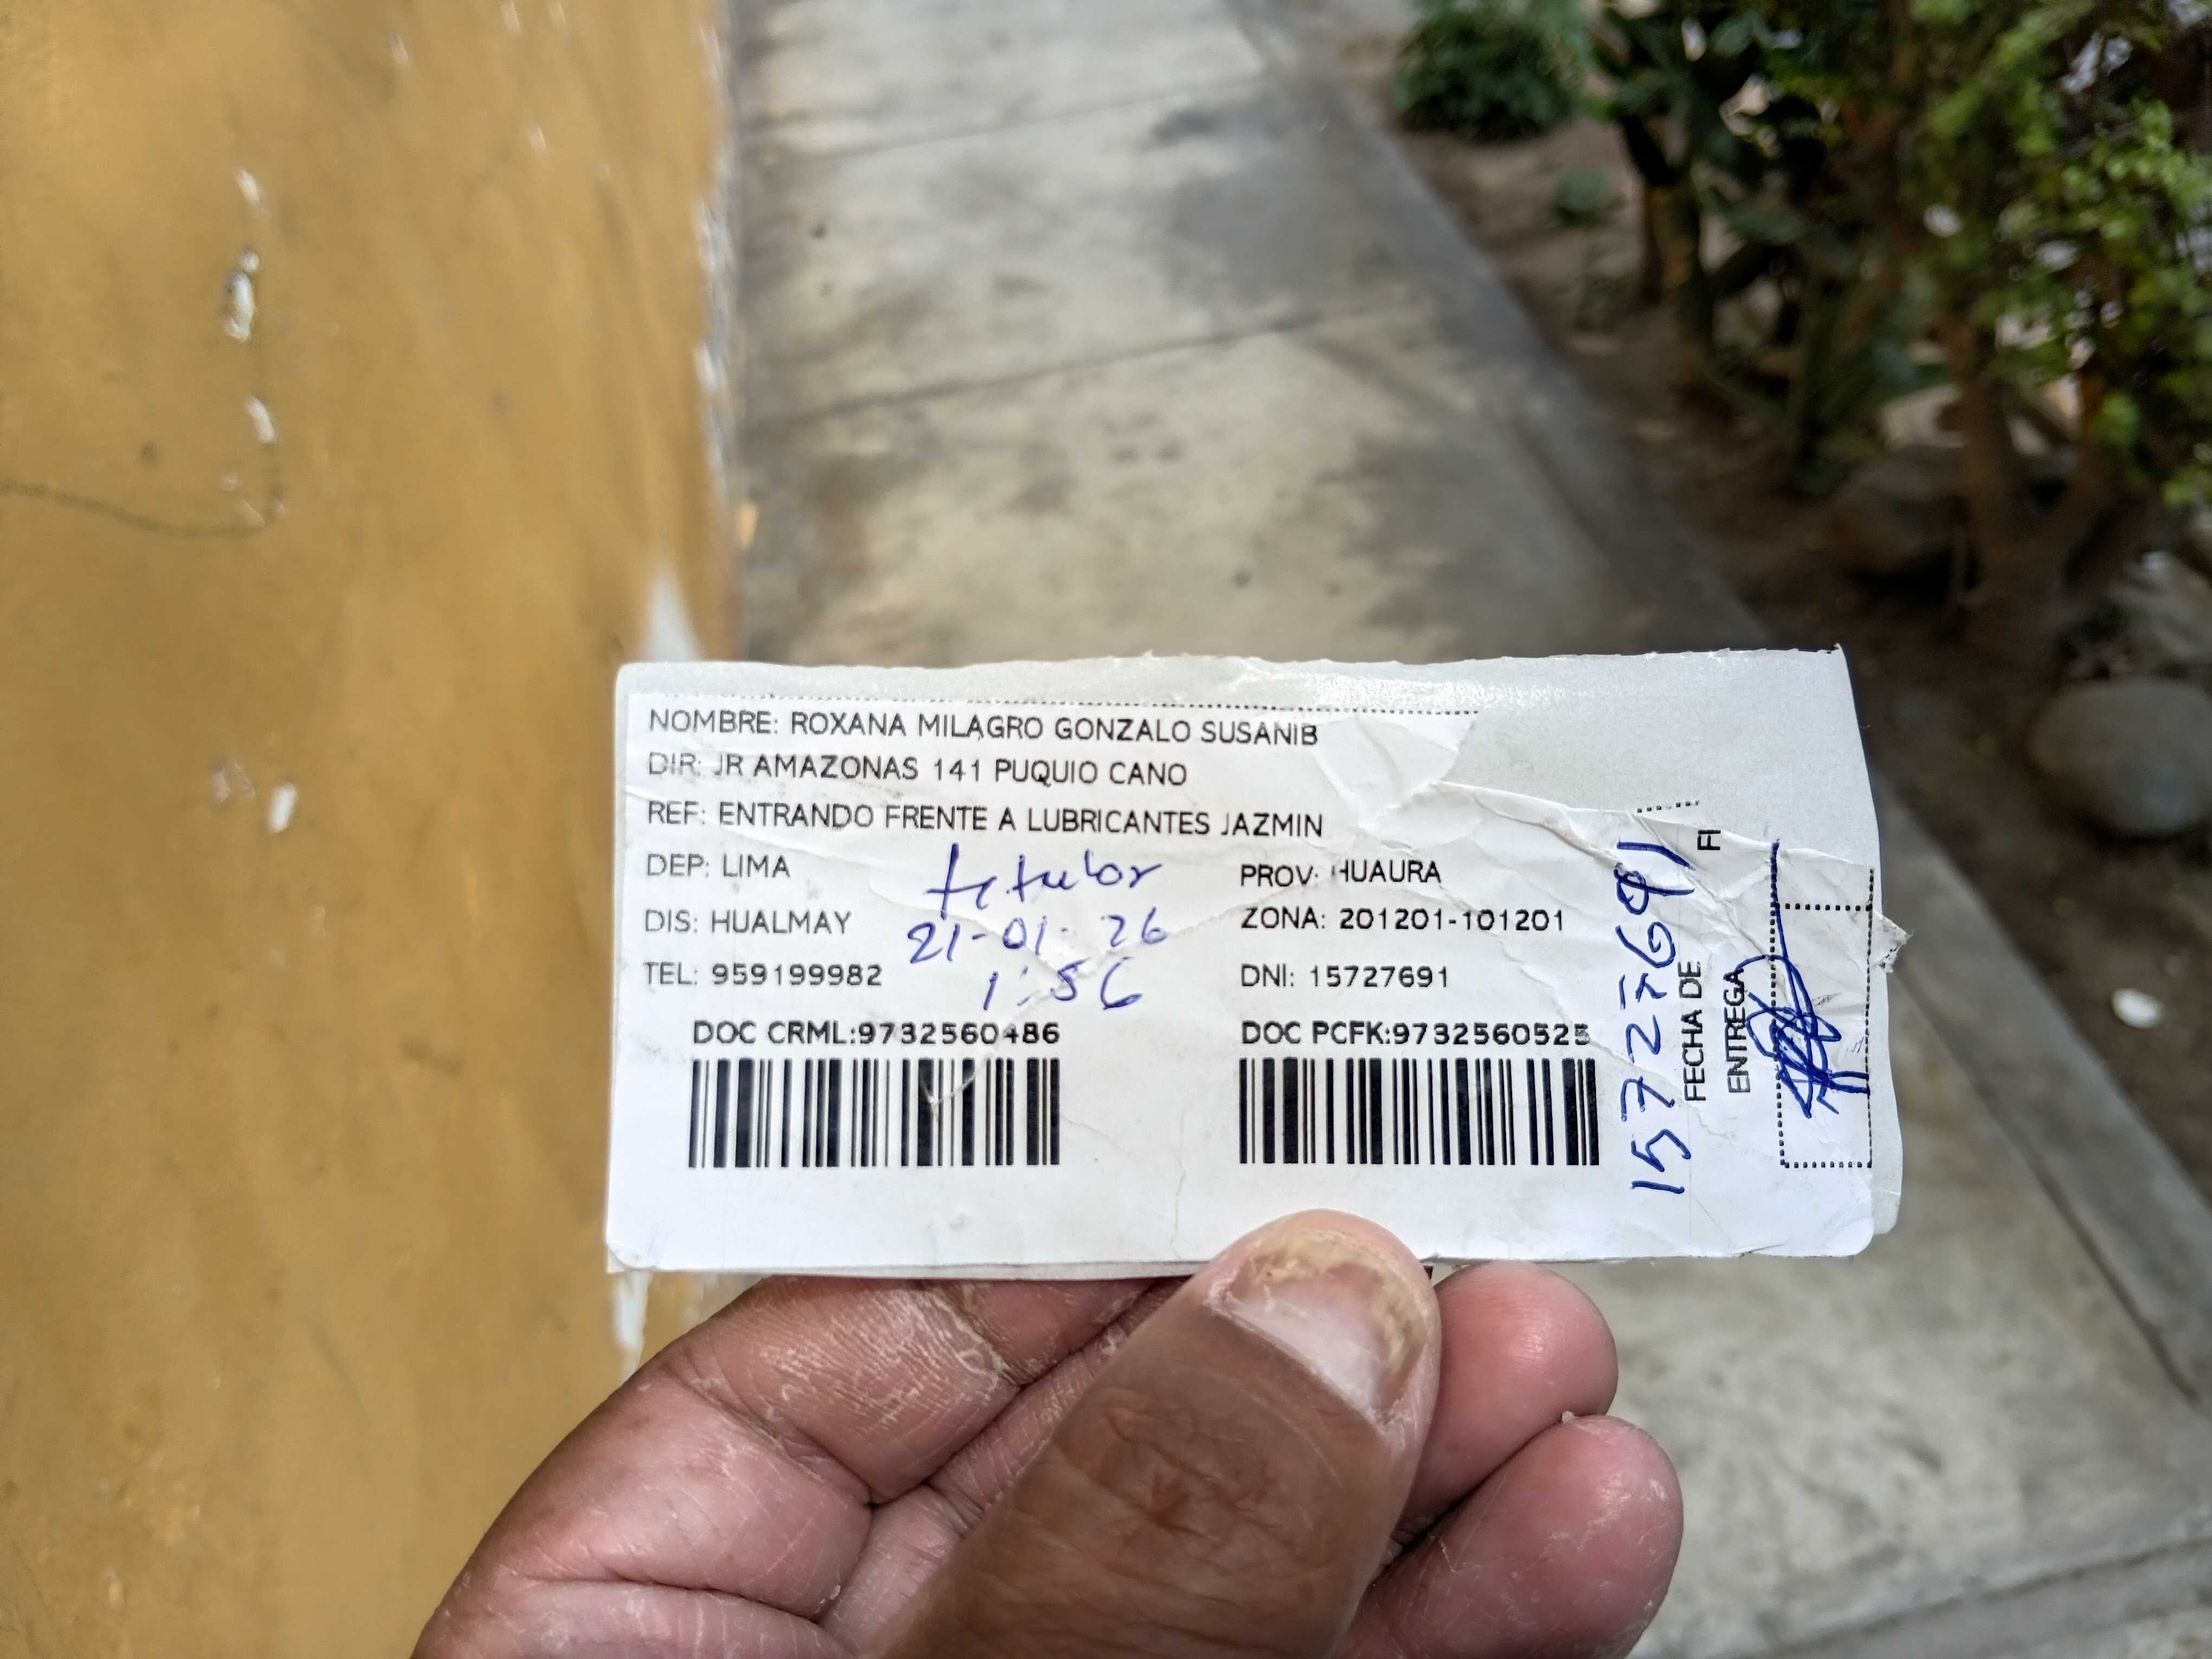 NOMBRE: ROXANA MILAGRO GONZALO SUSANIB
DIR: JR AMAZONAS 141 PUQUIO CANO
REF: ENTRANDO FRENTE A LUBRICANTES JAZMIN
DEP: LIMA
PROV: HUAURA
titular
DIS: HUALMAY
ZONA: 201201-101201
21-01-26
TEL: 959199982
DNI: 15727691
1:56
DOC CRML:9732560486
DOC PCFK:9732560525
15727691
FECHA DE
ENTREGA
FI